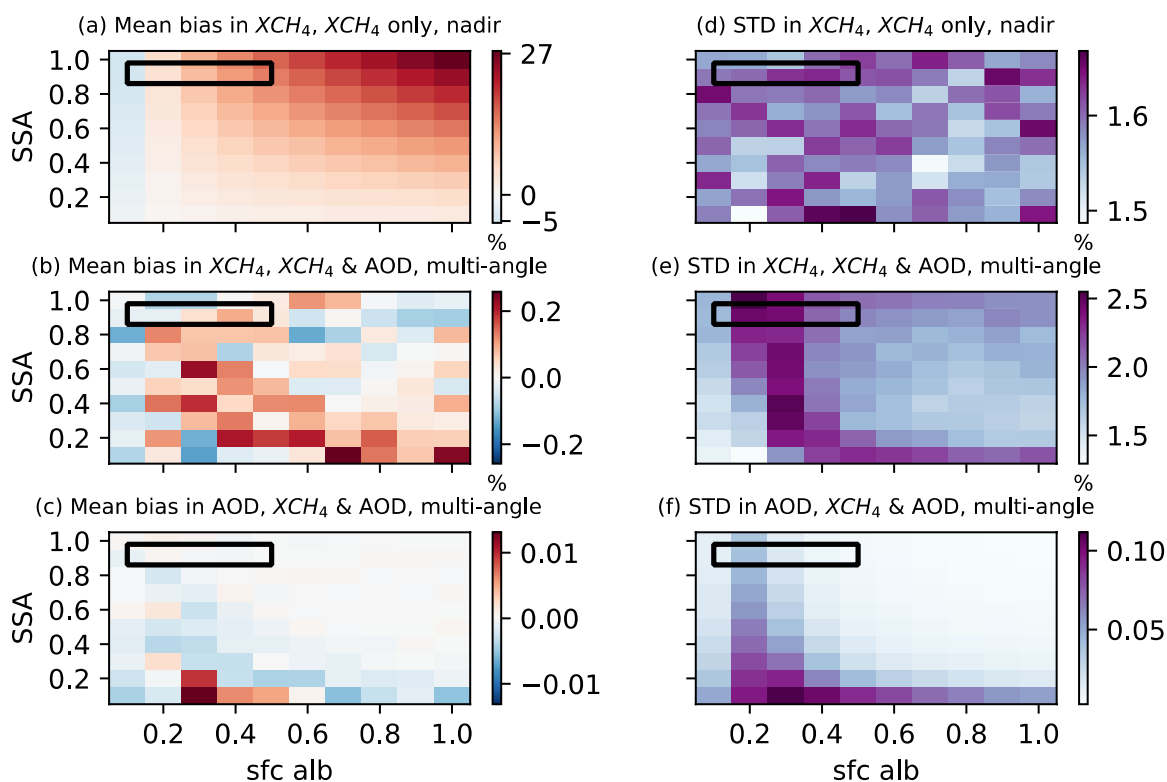 (a) Mean bias in XCH₄, XCH₄ only, nadir
SSA
1.0
0.8
0.6
0.4
0.2
27
0
−5
%
(d) STD in XCH₄, XCH₄ only, nadir
1.6
1.5
%
(b) Mean bias in XCH₄, XCH₄ & AOD, multi-angle
SSA
1.0
0.8
0.6
0.4
0.2
0.2
0.0
−0.2
%
(e) STD in XCH₄, XCH₄ & AOD, multi-angle
2.5
2.0
1.5
%
(c) Mean bias in AOD, XCH₄ & AOD, multi-angle
SSA
1.0
0.8
0.6
0.4
0.2
0.2 0.4 0.6 0.8 1.0
sfc alb
0.01
0.00
−0.01
(f) STD in AOD, XCH₄ & AOD, multi-angle
0.2 0.4 0.6 0.8 1.0
sfc alb
0.10
0.05